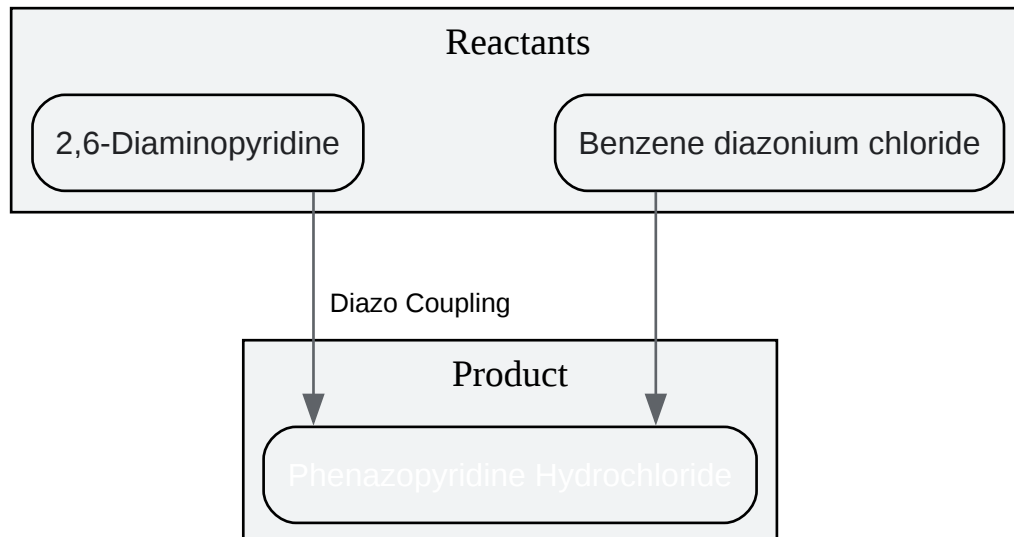 Reactants
2,6-Diaminopyridine
Benzene diazonium chloride
Diazo Coupling
Product
Phenazopyridine Hydrochloride